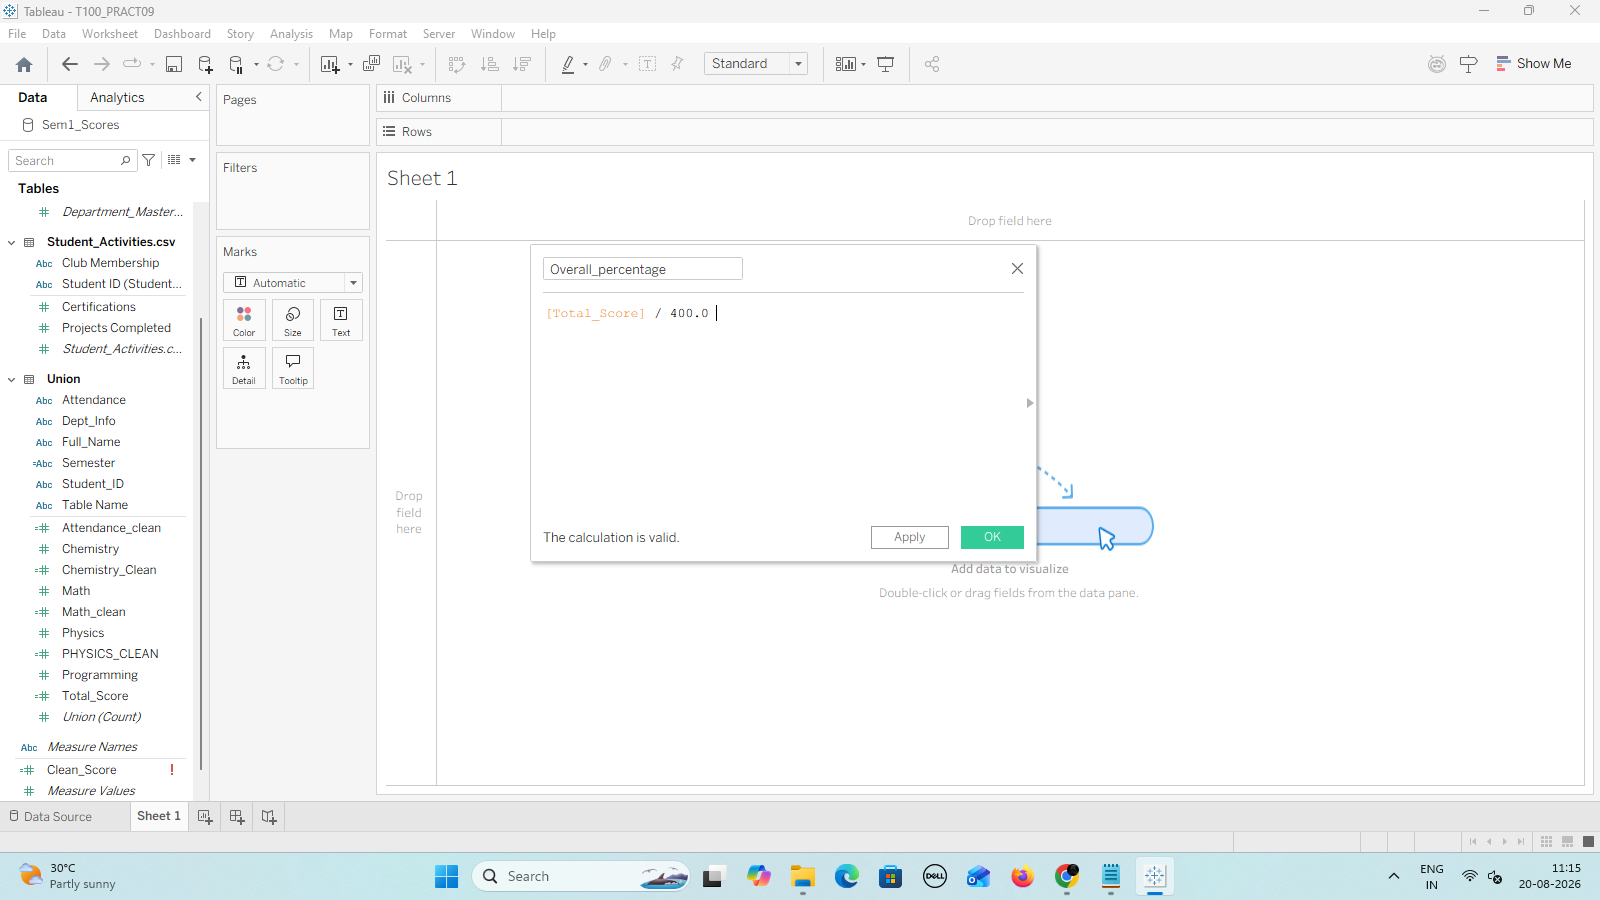 Tableau - T100_PRACT09
File Data Worksheet Dashboard Story Analysis Map Format Server Window Help
Standard
Show Me
Data Analytics
Pages
Columns
Sem1_Scores
Rows
Search
Filters
Sheet 1
Tables
Department_Master...
Drop field here
Student_Activities.csv
Marks
Abc Club Membership
Overall_percentage
Abc Student ID (Student...
Automatic
Certifications
[Total_Score] / 400.0
Projects Completed
Color Size Text
Student_Activities.c...
Detail Tooltip
Union
Abc Attendance
Abc Dept_Info
Abc Full_Name
=Abc Semester
Abc Student_ID
Drop
field
here
Abc Table Name
=# Attendance_clean
The calculation is valid.
Apply OK
# Chemistry
=# Chemistry_Clean
Add data to visualize
# Math
Double-click or drag fields from the data pane.
=# Math_clean
# Physics
=# PHYSICS_CLEAN
# Programming
=# Total_Score
# Union (Count)
Abc Measure Names
=# Clean_Score !
# Measure Values
Data Source Sheet 1
30°C
Partly sunny
Search
DELL
ENG
IN
11:15
20-08-2026